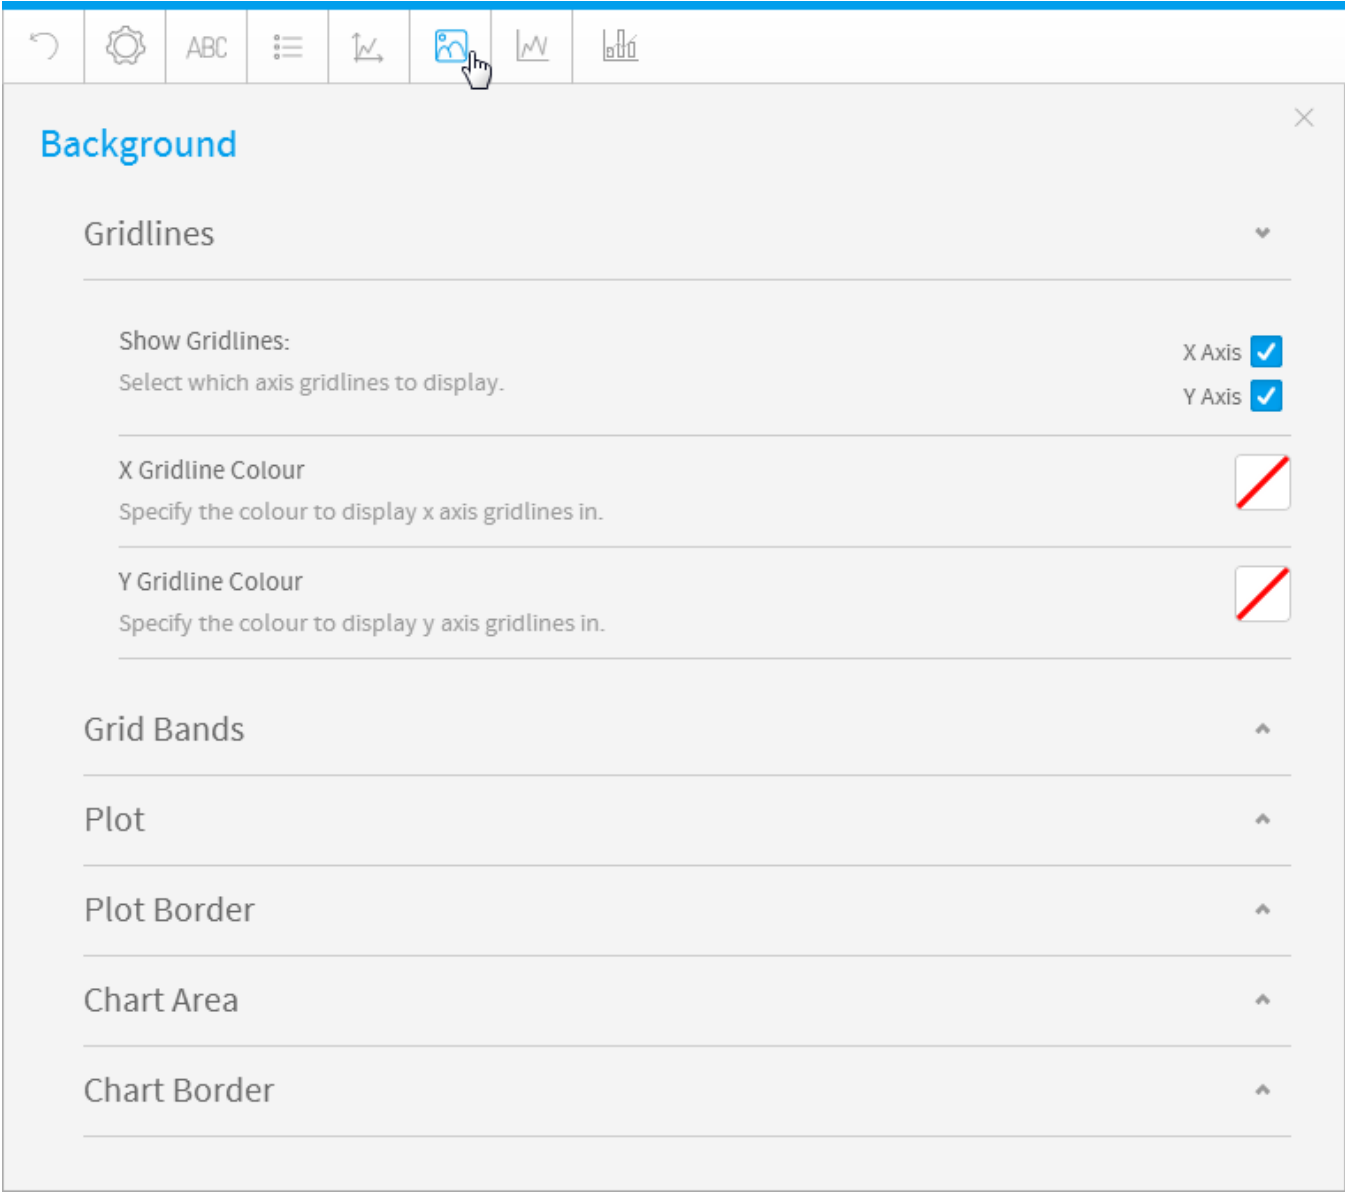 ABC
Background
Gridlines
Show Gridlines:
Select which axis gridlines to display.
X Axis
Y Axis
X Gridline Colour
Specify the colour to display x axis gridlines in.
Y Gridline Colour
Specify the colour to display y axis gridlines in.
Grid Bands
Plot
Plot Border
Chart Area
Chart Border